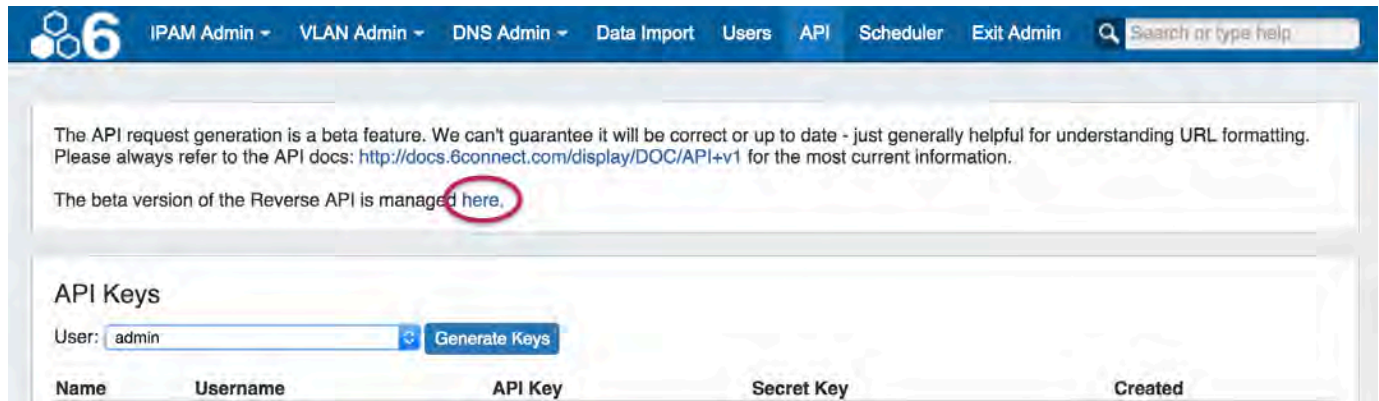 6 IPAM Admin VLAN Admin DNS Admin Data Import Users API Scheduler Exit Admin Search or type help
The API request generation is a beta feature. We can't guarantee it will be correct or up to date - just generally helpful for understanding URL formatting.
Please always refer to the API docs: http://docs.6connect.com/display/DOC/API+v1 for the most current information.
The beta version of the Reverse API is managed here.
API Keys
User: admin Generate Keys
Name Username API Key Secret Key Created